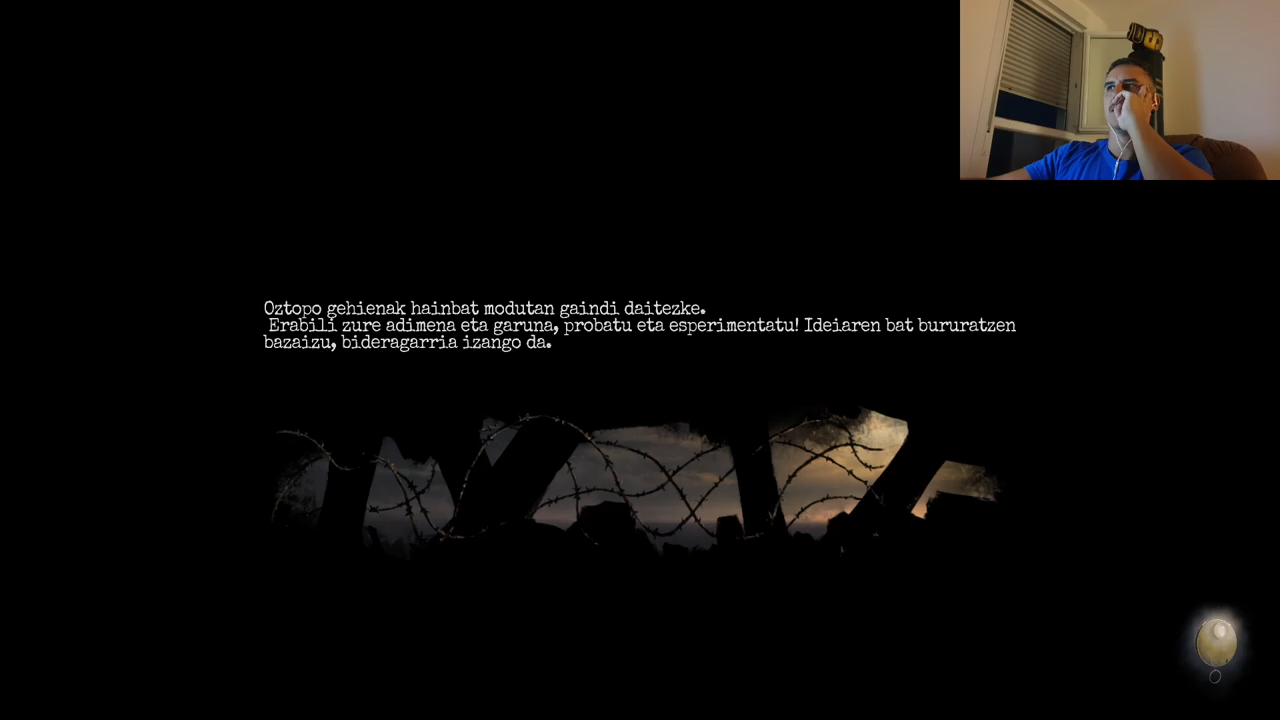 Oztopo gehienak hainbat modutan gaindi daitezke.
Erabili zure adimena eta garuna, probatu eta esperimentatu! Ideiaren bat bururatzen
bazaizu, bideragarria izango da.